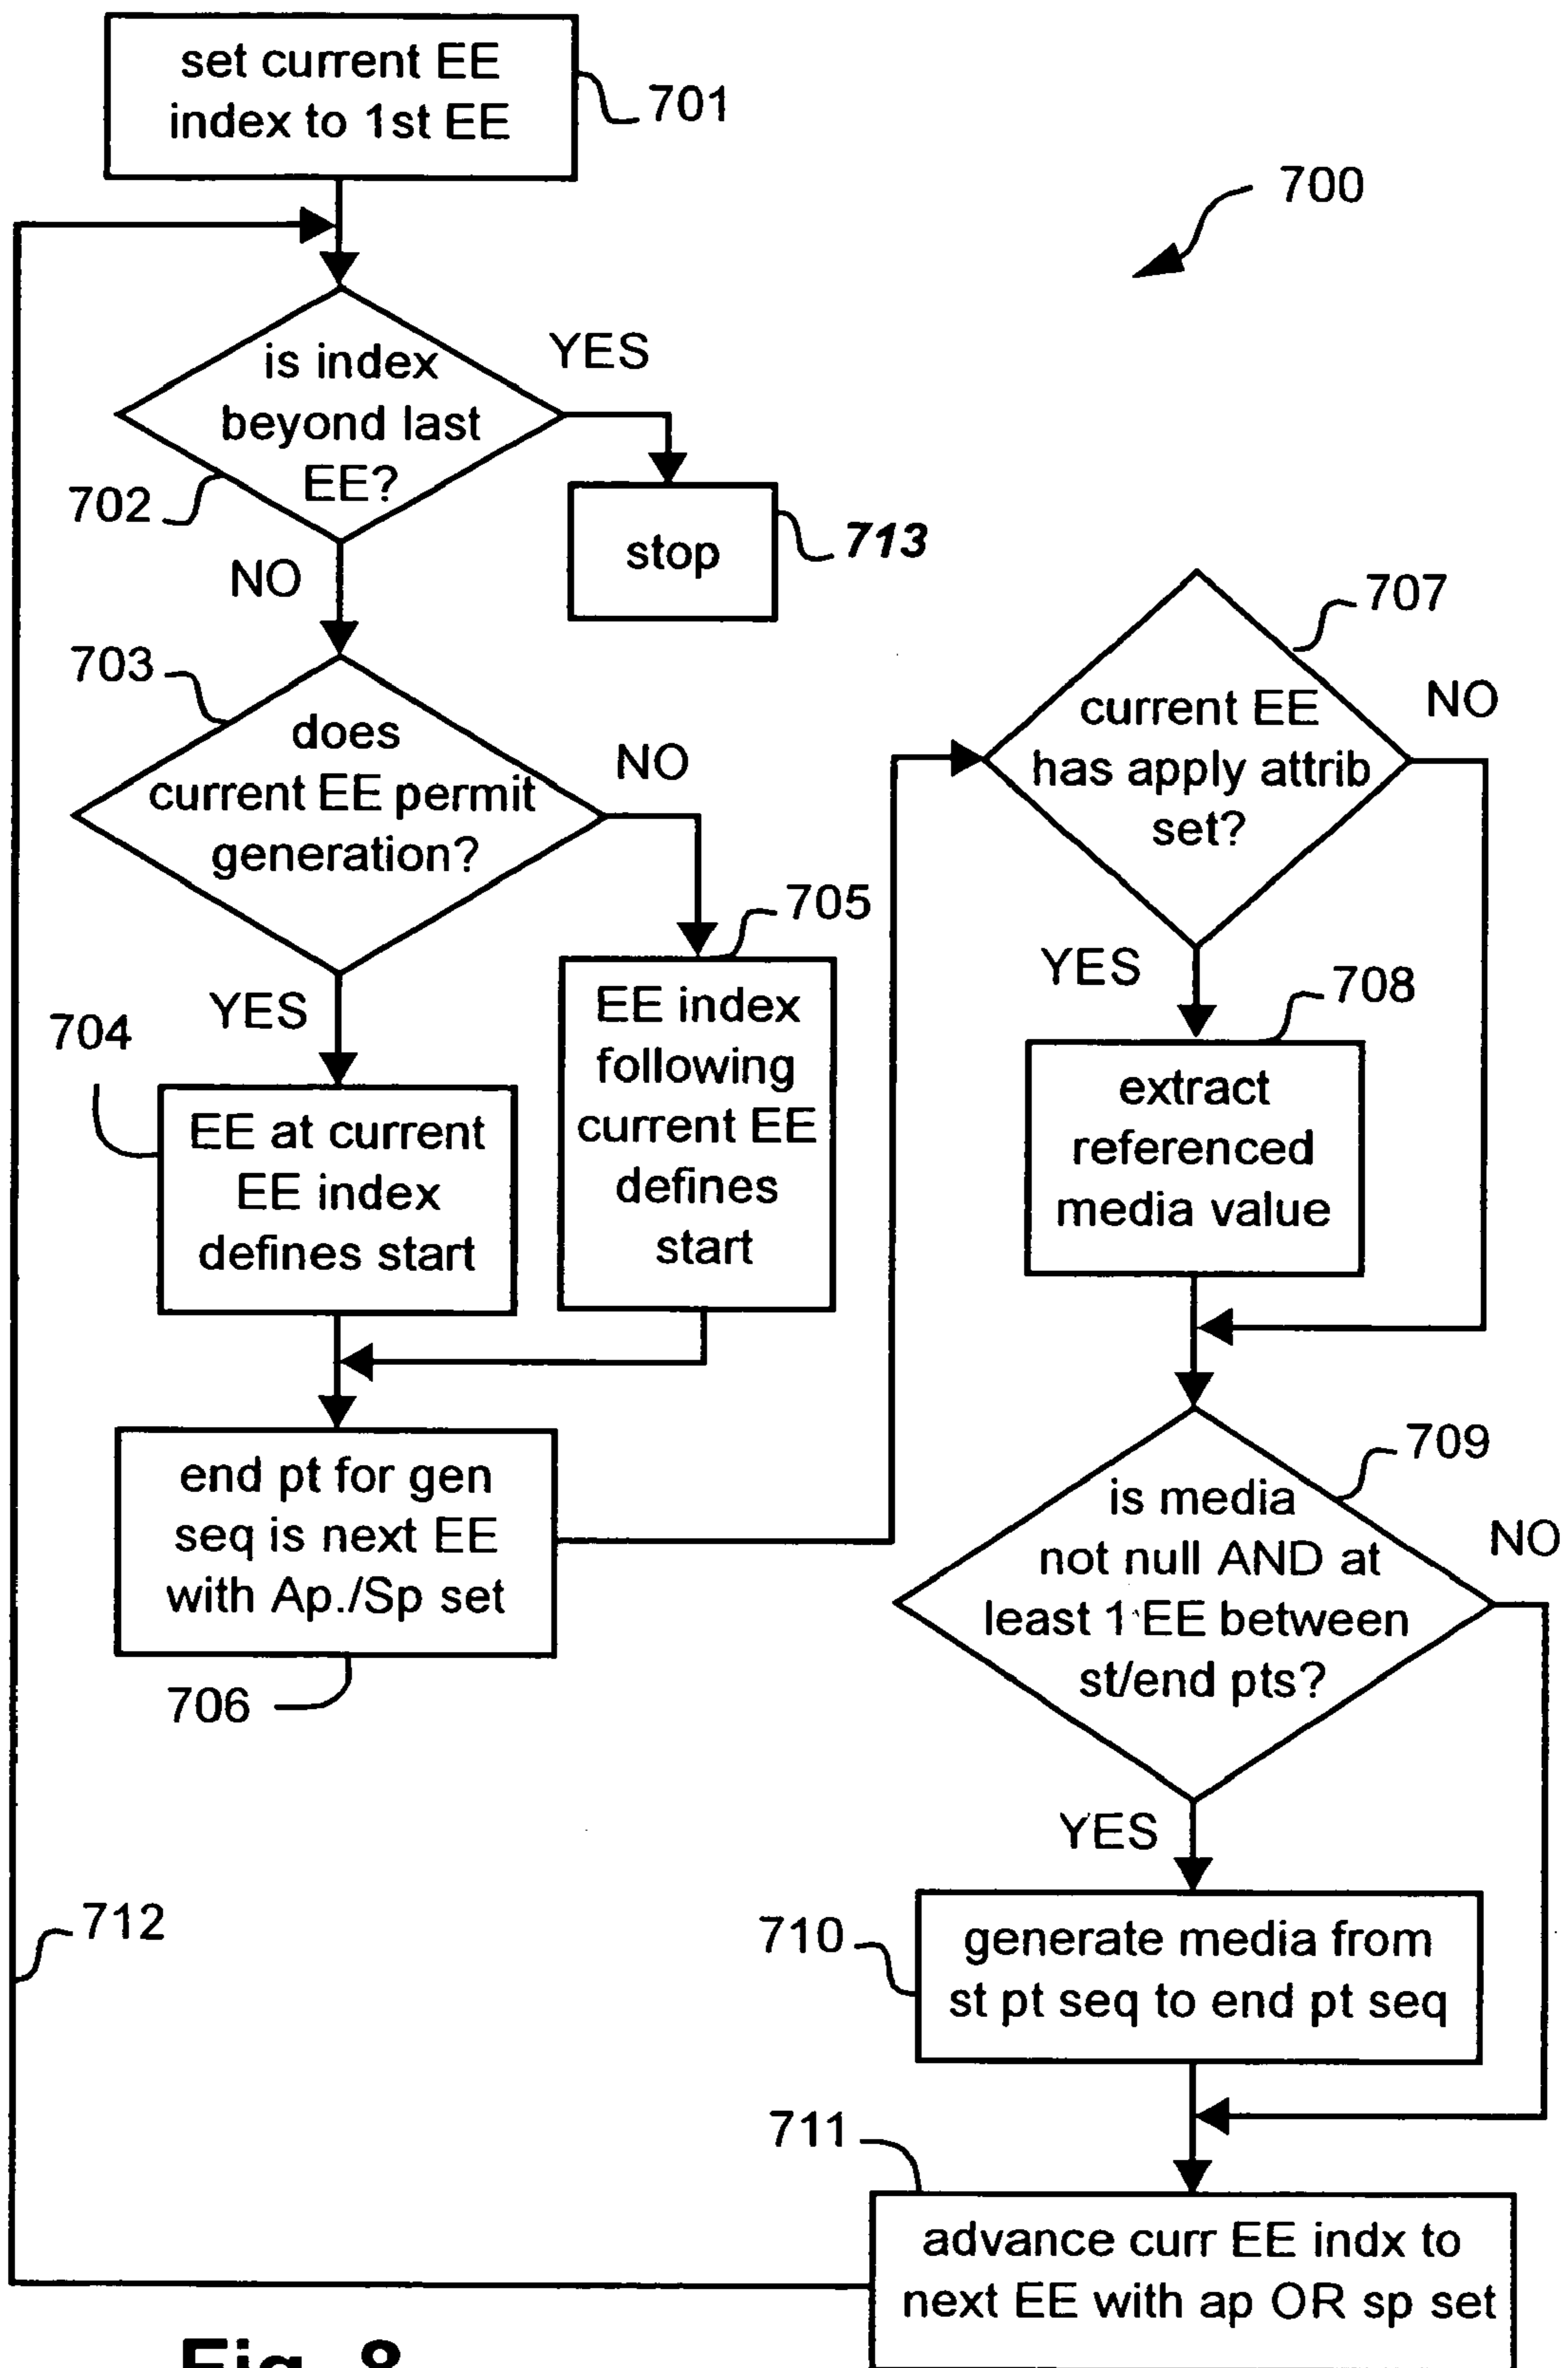 set current EE
index to 1st EE
701
700
is index
beyond last
EE?
YES
702
NO
stop
713
703
does
current EE permit
generation?
NO
YES
704
EE at current
EE index
defines start
705
EE index
following
current EE
defines
start
end pt for gen
seq is next EE
with Ap./Sp set
706
707
current EE
has apply attrib
set?
NO
YES
708
extract
referenced
media value
709
is media
not null AND at
least 1 EE between
st/end pts?
NO
YES
710
generate media from
st pt seq to end pt seq
711
advance curr EE indx to
next EE with ap OR sp set
712
Fig. 8